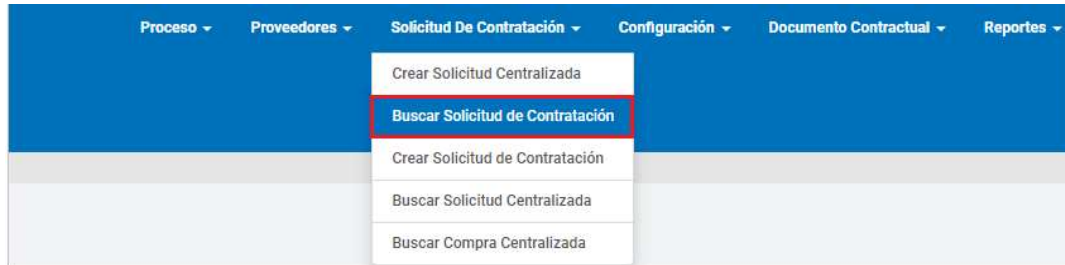 Proceso Proveedores Solicitud De Contratación Configuración Documento Contractual Reportes
Crear Solicitud Centralizada
Buscar Solicitud de Contratación
Crear Solicitud de Contratación
Buscar Solicitud Centralizada
Buscar Compra Centralizada